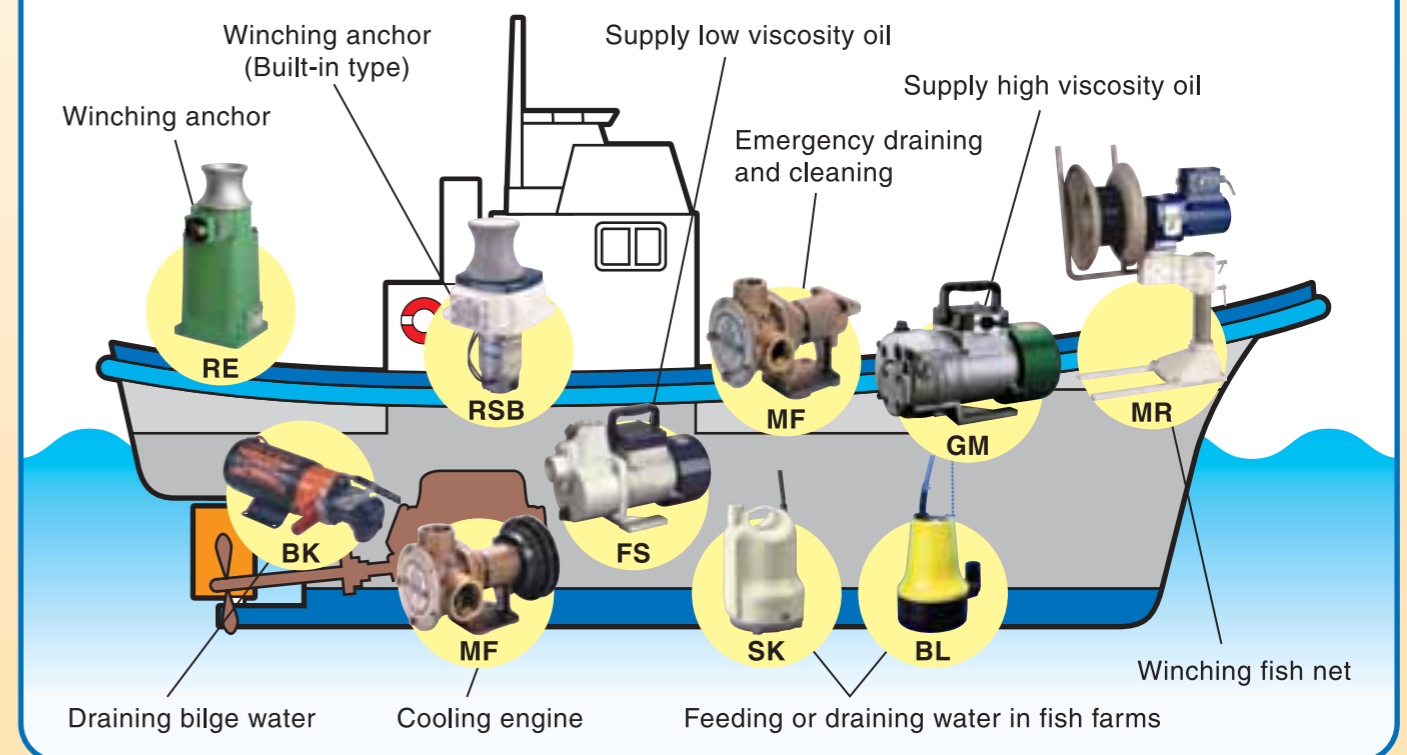 Winching anchor
(Built-in type)
Supply low viscosity oil
Supply high viscosity oil
Winching anchor
Emergency draining
and cleaning
RE
RSB
MF
GM
MR
BK
MF
FS
SK
BL
Winching fish net
Draining bilge water
Cooling engine
Feeding or draining water in fish farms